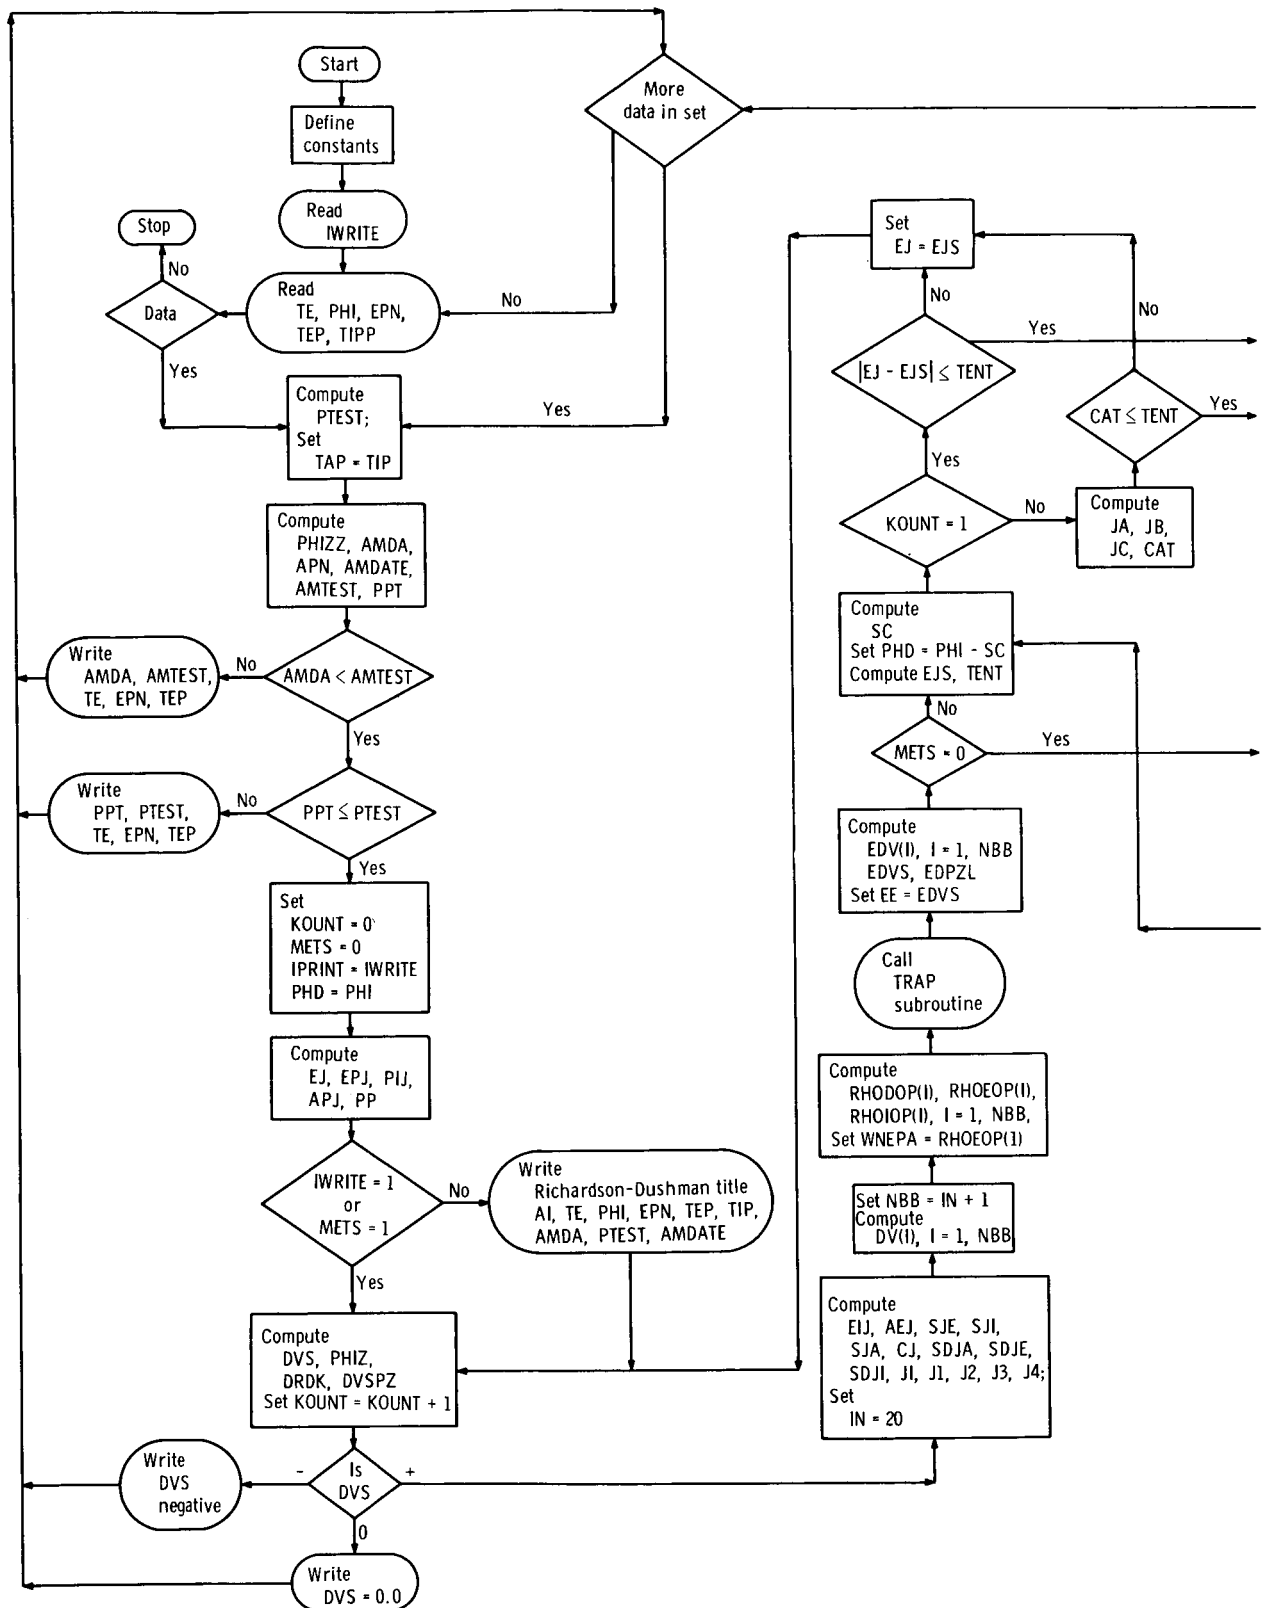 Start
Define
constants
Read
IWRITE
Read
TE, PHI, EPN,
TEP, TIPP
Stop
No
Data
Yes
More
data in set
No
Yes
Compute
PTEST;
Set
TAP = TIP
Compute
PHIZZ, AMDA,
APN, AMDATE,
AMTEST, PPT
AMDA < AMTEST
No
Write
AMDA, AMTEST,
TE, EPN, TEP
Yes
PPT ≤ PTEST
No
Write
PPT, PTEST,
TE, EPN, TEP
Yes
Set
KOUNT = 0
METS = 0
IPRINT = IWRITE
PHD = PHI
Compute
EJ, EPJ, PIJ,
APJ, PP
IWRITE = 1
or
METS = 1
No
Write
Richardson-Dushman title
AI, TE, PHI, EPN, TEP, TIP,
AMDA, PTEST, AMDATE
Yes
Compute
DVS, PHIZ,
DRDK, DVSPZ
Set KOUNT = KOUNT + 1
Is
DVS
-
+
0
Write
DVS
negative
Write
DVS = 0.0
Set
EJ = EJS
No
No
|EJ - EJS| ≤ TENT
Yes
CAT ≤ TENT
Yes
Yes
KOUNT = 1
No
Compute
JA, JB,
JC, CAT
Compute
SC
Set PHD = PHI - SC
Compute EJS, TENT
No
METS = 0
Yes
Compute
EDV(I), I = 1, NBB
EDVS, EDPZL
Set EE = EDVS
Call
TRAP
subroutine
Compute
RHODOP(I), RHOEOP(I),
RHOIOP(I), I = 1, NBB,
Set WNEPA = RHOEOP(1)
Set NBB = IN + 1
Compute
DV(I), I = 1, NBB
Compute
EIJ, AEJ, SJE, SJI,
SJA, CJ, SDJA, SDJE,
SDJI, JI, J1, J2, J3, J4;
Set
IN = 20